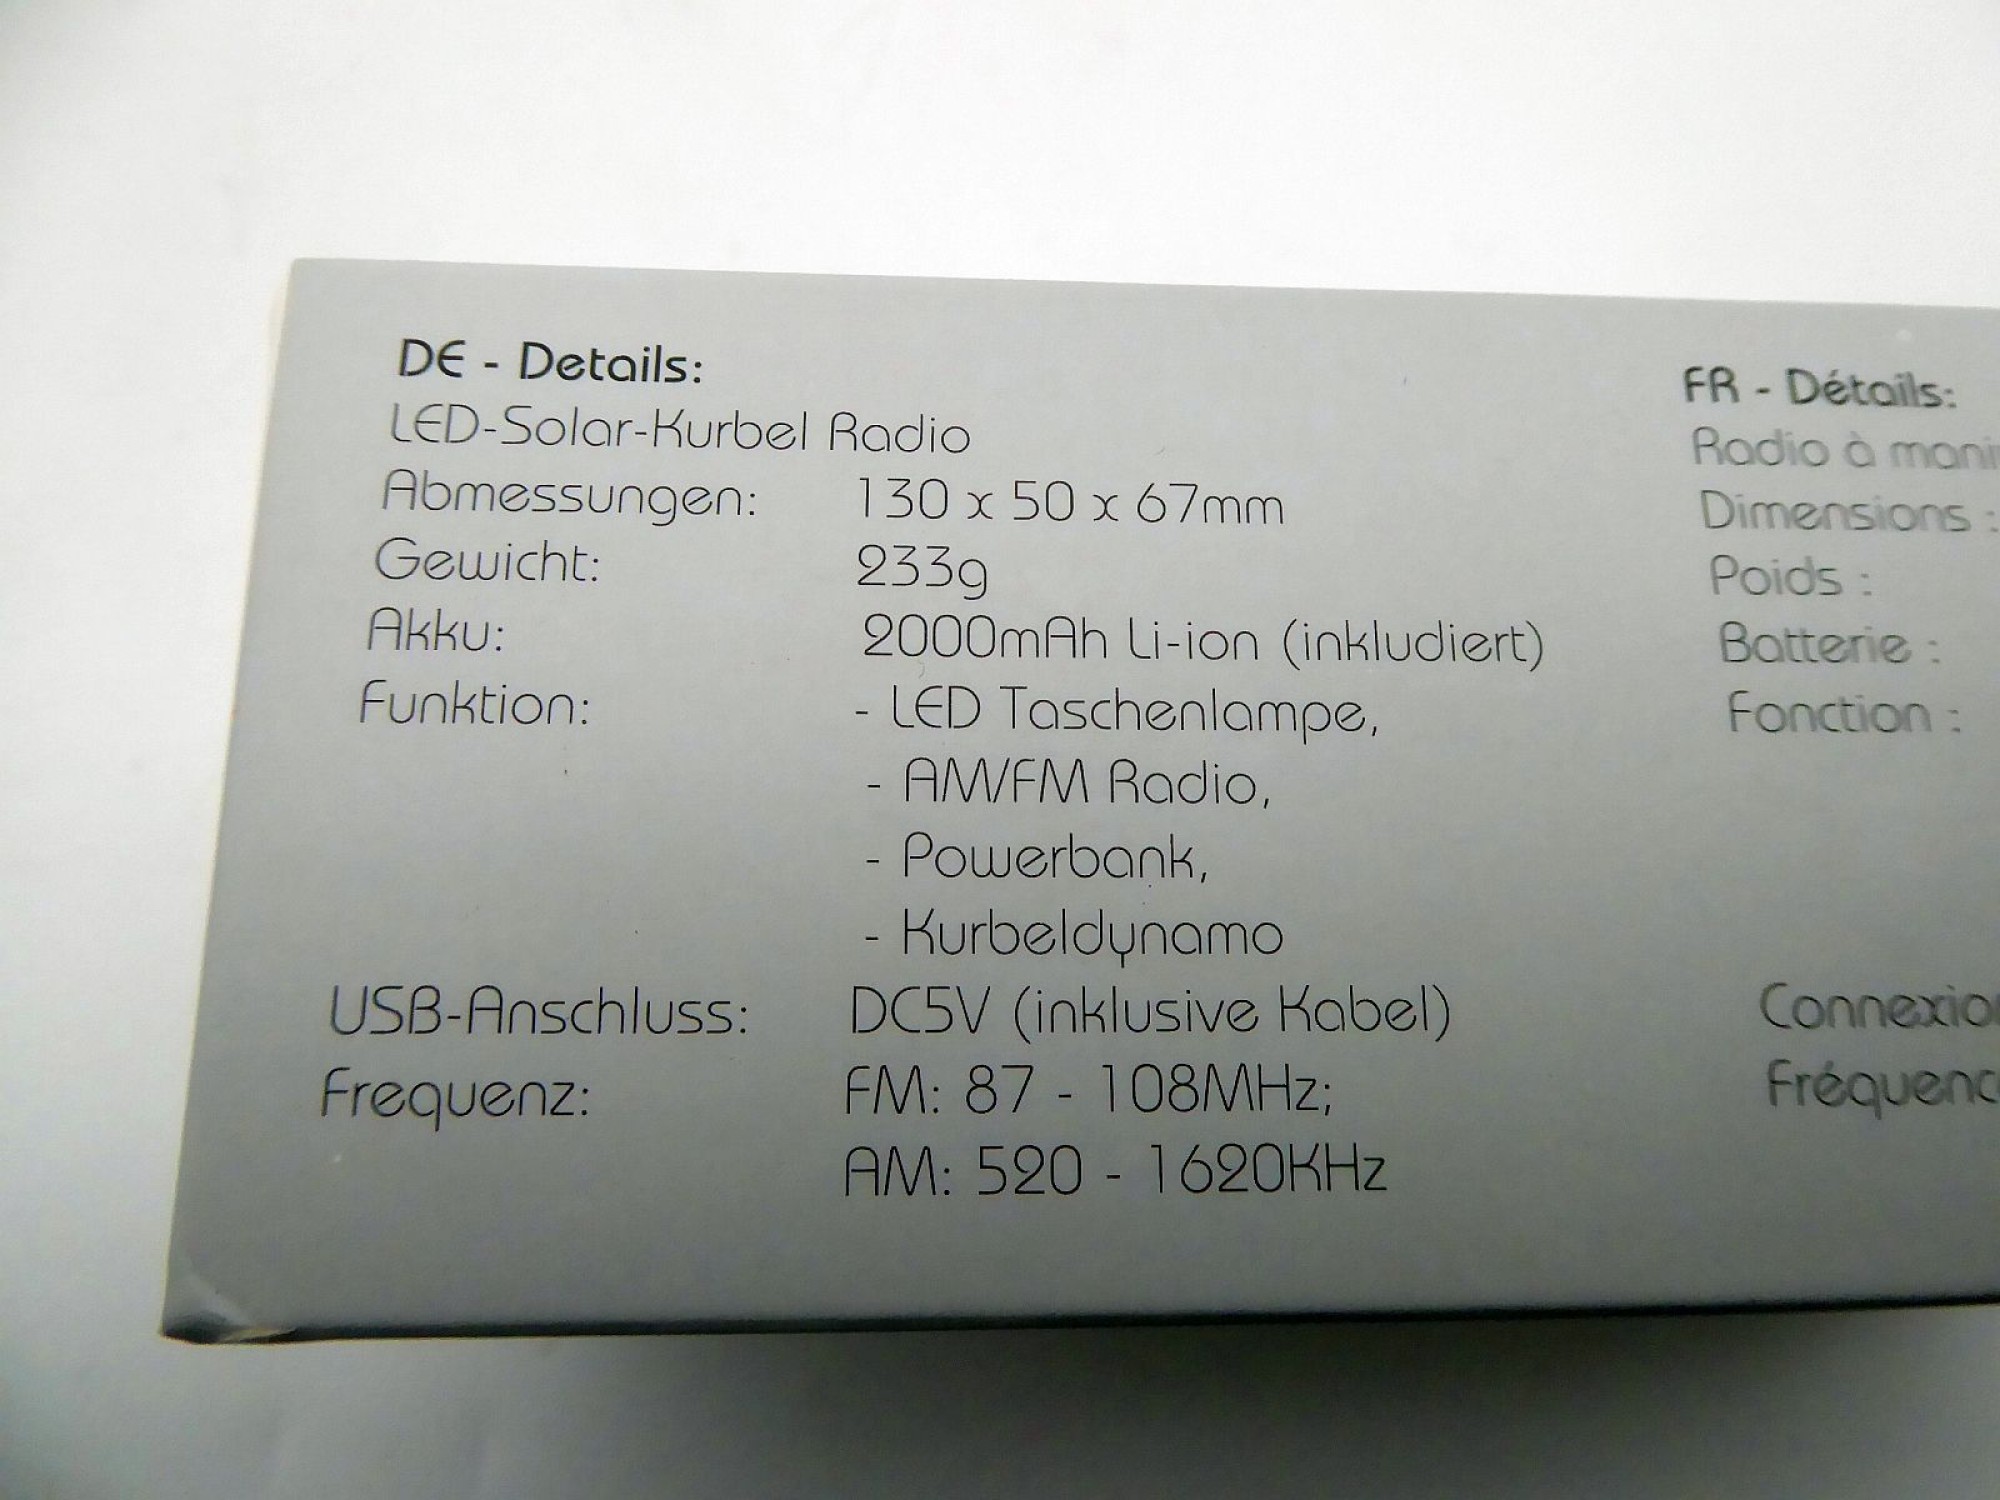 DE - Details:
LED-Solar-Kurbel Radio
Abmessungen: 130 x 50 x 67mm
Gewicht: 233g
Akku: 2000mAh Li-ion (inkludiert)
Funktion: - LED Taschenlampe,
- AM/FM Radio,
- Powerbank,
- Kurbeldynamo
USB-Anschluss: DC5V (inklusive Kabel)
Frequenz: FM: 87 - 108MHz;
AM: 520 - 1620KHz
FR - Détails:
Radio à
Dimensions :
Poids :
Batterie :
Fonction :